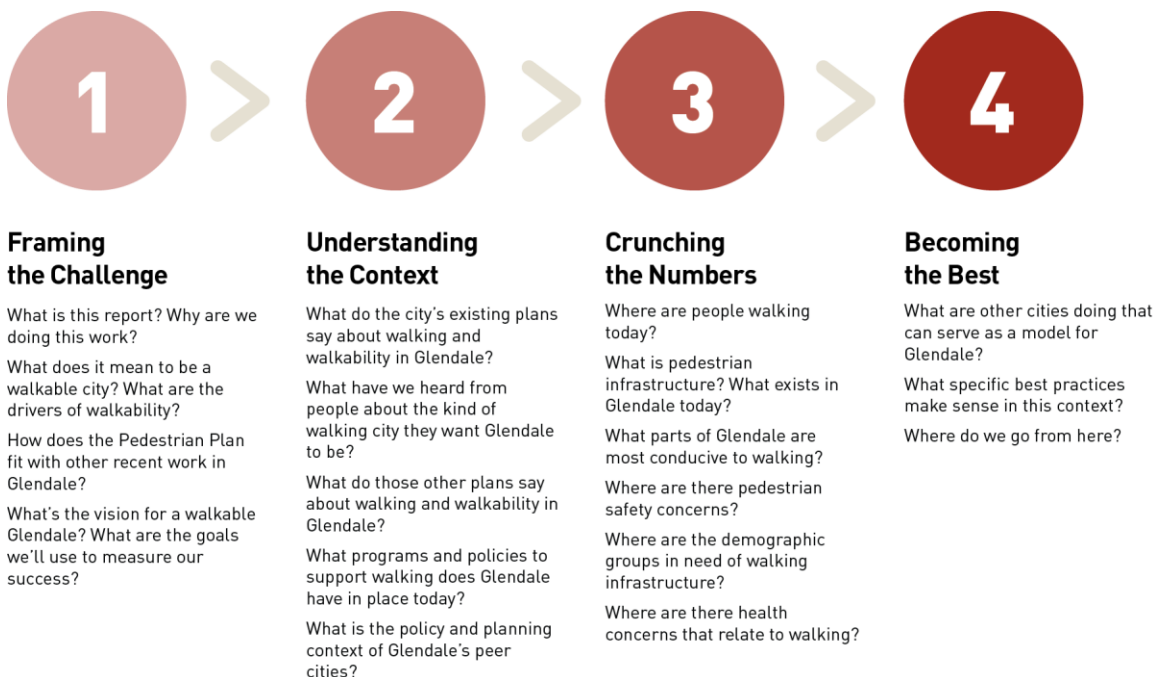 1
2
3
4
Framing
the Challenge
What is this report? Why are we
doing this work?
What does it mean to be a
walkable city? What are the
drivers of walkability?
How does the Pedestrian Plan
fit with other recent work in
Glendale?
What's the vision for a walkable
Glendale? What are the goals
we'll use to measure our
success?
Understanding
the Context
What do the city's existing plans
say about walking and
walkability in Glendale?
What have we heard from
people about the kind of
walking city they want Glendale
to be?
What do those other plans say
about walking and walkability in
Glendale?
What programs and policies to
support walking does Glendale
have in place today?
What is the policy and planning
context of Glendale's peer
cities?
Crunching
the Numbers
Where are people walking
today?
What is pedestrian
infrastructure? What exists in
Glendale today?
What parts of Glendale are
most conducive to walking?
Where are there pedestrian
safety concerns?
Where are the demographic
groups in need of walking
infrastructure?
Where are there health
concerns that relate to walking?
Becoming
the Best
What are other cities doing that
can serve as a model for
Glendale?
What specific best practices
make sense in this context?
Where do we go from here?